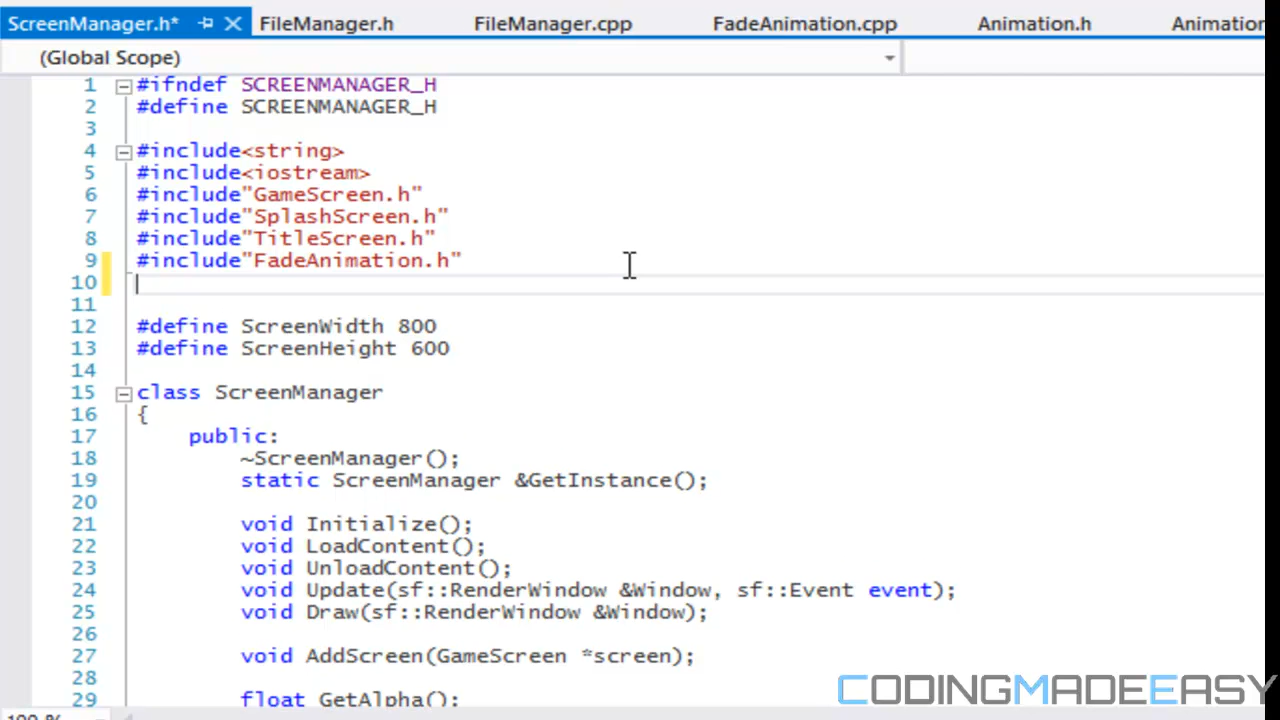 ScreenManager.h* FileManager.h FileManager.cpp FadeAnimation.cpp Animation.h Animation
(Global Scope)
1 #ifndef SCREENMANAGER_H
2 #define SCREENMANAGER_H
3
4 #include<string>
5 #include<iostream>
6 #include"GameScreen.h"
7 #include"SplashScreen.h"
8 #include"TitleScreen.h"
9 #include"FadeAnimation.h"
10
11
12 #define ScreenWidth 800
13 #define ScreenHeight 600
14
15 class ScreenManager
16 {
17 public:
18 ~ScreenManager();
19 static ScreenManager &GetInstance();
20
21 void Initialize();
22 void LoadContent();
23 void UnloadContent();
24 void Update(sf::RenderWindow &Window, sf::Event event);
25 void Draw(sf::RenderWindow &Window);
26
27 void AddScreen(GameScreen *screen);
28
29 float GetAlpha();
100 %
CODINGMADEEASY